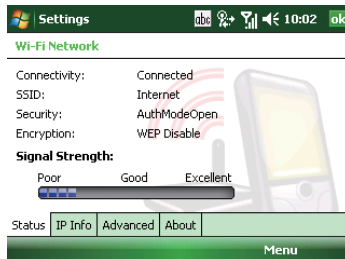 Settings abc 10:02 ok
Wi-Fi Network
Connectivity: Connected
SSID: Internet
Security: AuthModeOpen
Encryption: WEP Disable
Signal Strength:
Poor Good Excellent
Status IP Info Advanced About
Menu